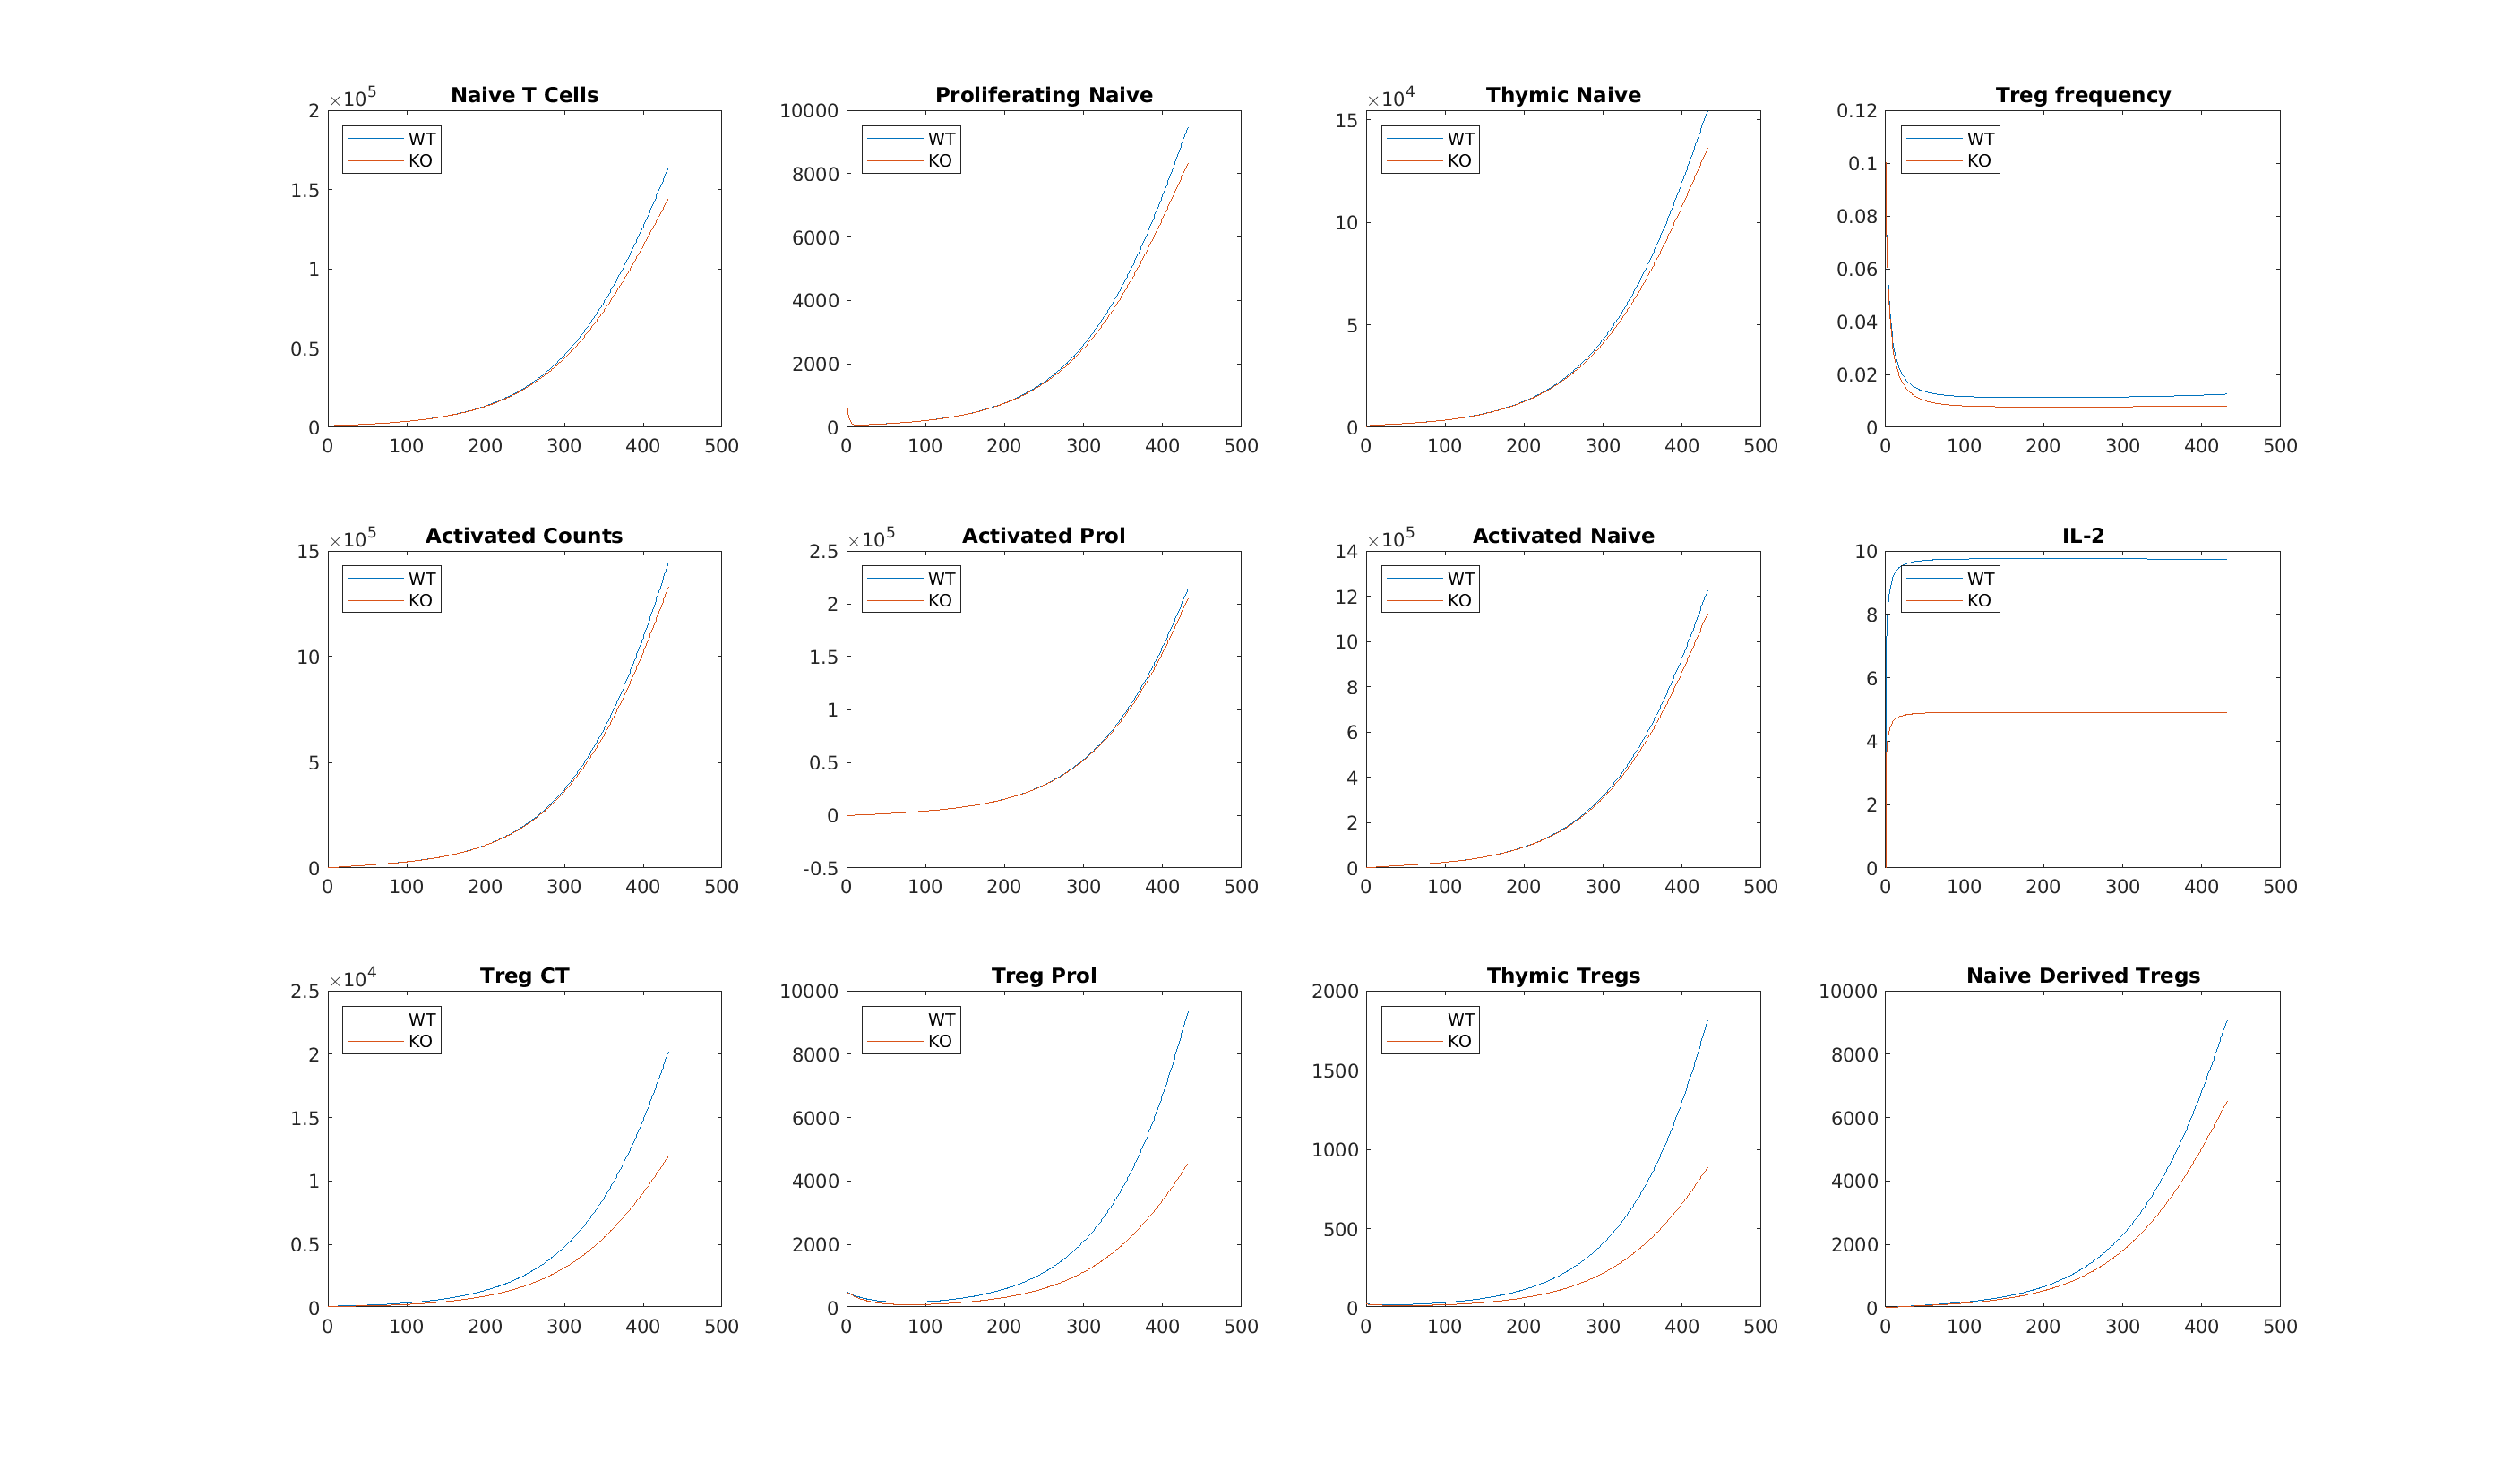 Naive T Cells
×10^5
2
1.5
1
0.5
0
0 100 200 300 400 500
WT
KO
Proliferating Naive
10000
8000
6000
4000
2000
0
0 100 200 300 400 500
WT
KO
Thymic Naive
×10^4
15
10
5
0
0 100 200 300 400 500
WT
KO
Treg frequency
0.12
0.1
0.08
0.06
0.04
0.02
0
0 100 200 300 400 500
WT
KO
Activated Counts
×10^5
15
10
5
0
0 100 200 300 400 500
WT
KO
Activated Prol
×10^5
2.5
2
1.5
1
0.5
0
-0.5
0 100 200 300 400 500
WT
KO
Activated Naive
×10^5
14
12
10
8
6
4
2
0
0 100 200 300 400 500
WT
KO
IL-2
10
8
6
4
2
0
0 100 200 300 400 500
WT
KO
Treg CT
×10^4
2.5
2
1.5
1
0.5
0
0 100 200 300 400 500
WT
KO
Treg Prol
10000
8000
6000
4000
2000
0
0 100 200 300 400 500
WT
KO
Thymic Tregs
2000
1500
1000
500
0
0 100 200 300 400 500
WT
KO
Naive Derived Tregs
10000
8000
6000
4000
2000
0
0 100 200 300 400 500